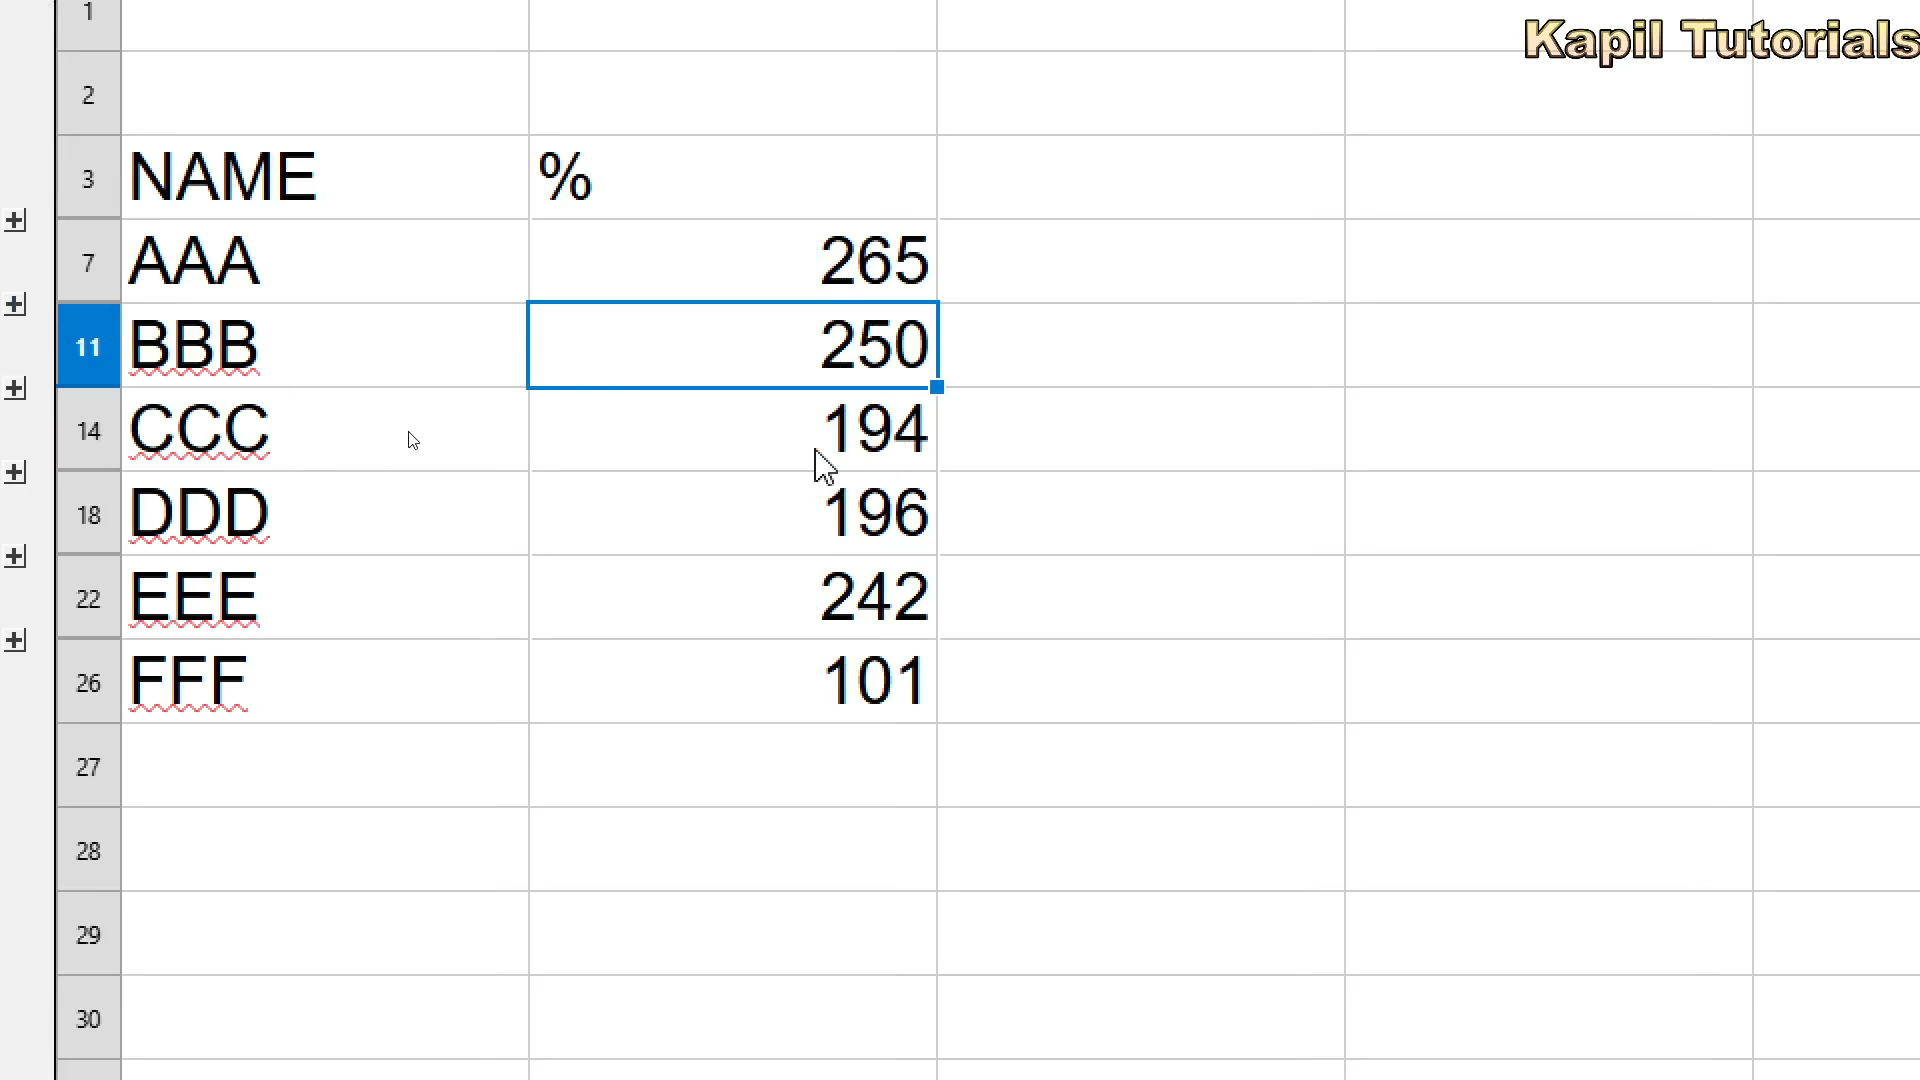 Kapil Tutorials
1
2
3 NAME %
7 AAA 265
11 BBB 250
14 CCC 194
18 DDD 196
22 EEE 242
26 FFF 101
27
28
29
30